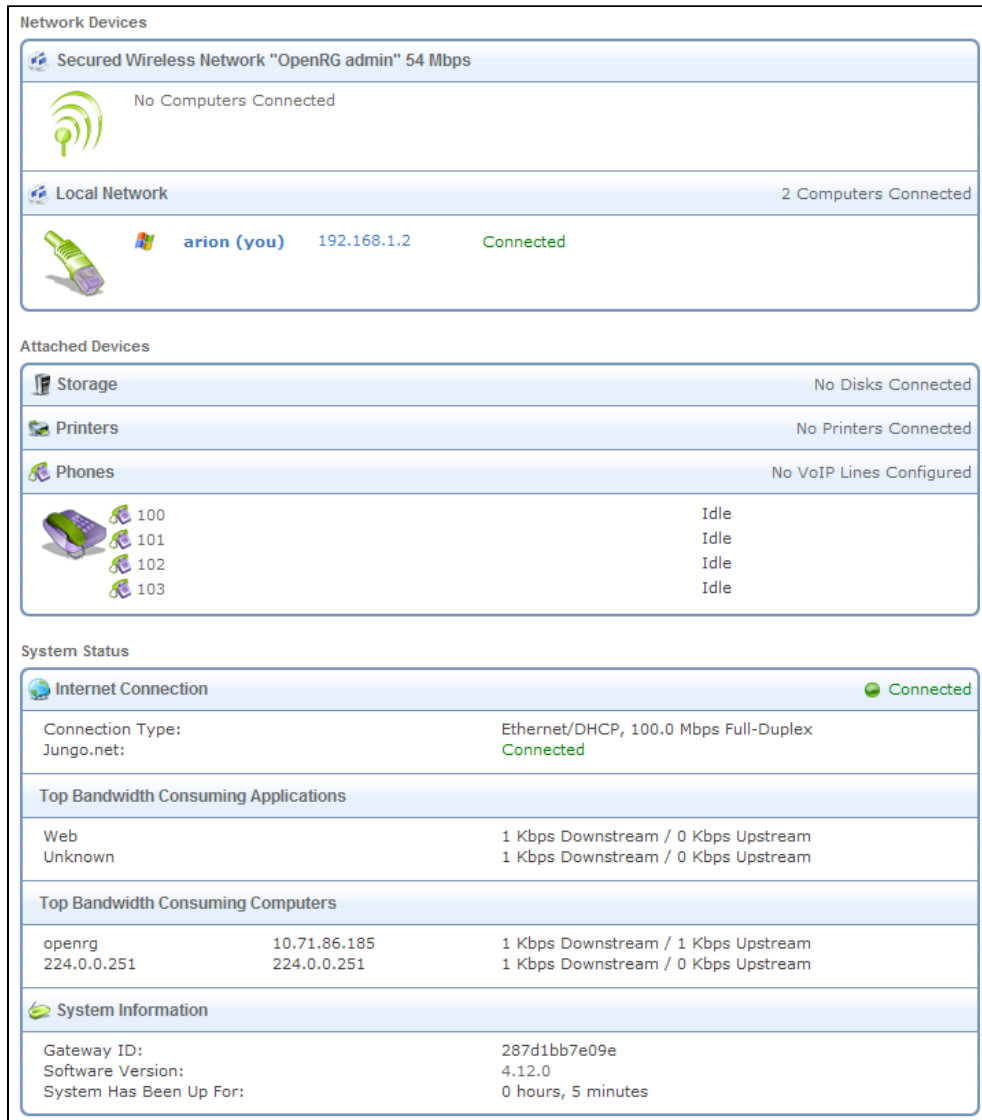 Network Devices
Secured Wireless Network "OpenRG admin" 54 Mbps
No Computers Connected
Local Network 2 Computers Connected
arion (you) 192.168.1.2 Connected
Attached Devices
Storage No Disks Connected
Printers No Printers Connected
Phones No VoIP Lines Configured
100 Idle
101 Idle
102 Idle
103 Idle
System Status
Internet Connection Connected
Connection Type: Ethernet/DHCP, 100.0 Mbps Full-Duplex
Jungo.net: Connected
Top Bandwidth Consuming Applications
Web 1 Kbps Downstream / 0 Kbps Upstream
Unknown 1 Kbps Downstream / 0 Kbps Upstream
Top Bandwidth Consuming Computers
openrg 10.71.86.185 1 Kbps Downstream / 1 Kbps Upstream
224.0.0.251 224.0.0.251 1 Kbps Downstream / 0 Kbps Upstream
System Information
Gateway ID: 287d1bb7e09e
Software Version: 4.12.0
System Has Been Up For: 0 hours, 5 minutes